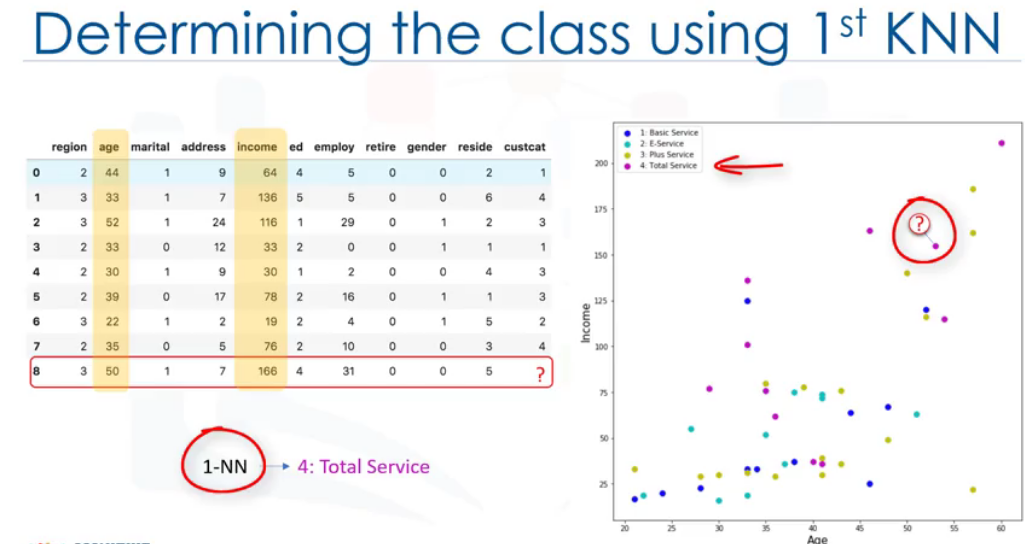 Determining the class using 1st KNN
region age marital address income ed employ retire gender reside custcat
0 2 44 1 9 64 4 5 0 0 2 1
1 3 33 1 7 136 5 5 0 0 6 4
2 3 52 1 24 116 1 29 0 1 2 3
3 2 33 0 12 33 2 0 0 1 1 1
4 2 30 1 9 30 1 2 0 0 4 3
5 2 39 0 17 78 2 16 0 1 1 3
6 3 22 1 2 19 2 4 0 1 5 2
7 2 35 0 5 76 2 10 0 0 3 4
8 3 50 1 7 166 4 31 0 0 5 ?
1-NN
4: Total Service
1: Basic Service
2: E-Service
3: Plus Service
4: Total Service
?
200
175
150
125
100
75
50
25
Income
20 25 30 35 40 45 50 55 60
Age